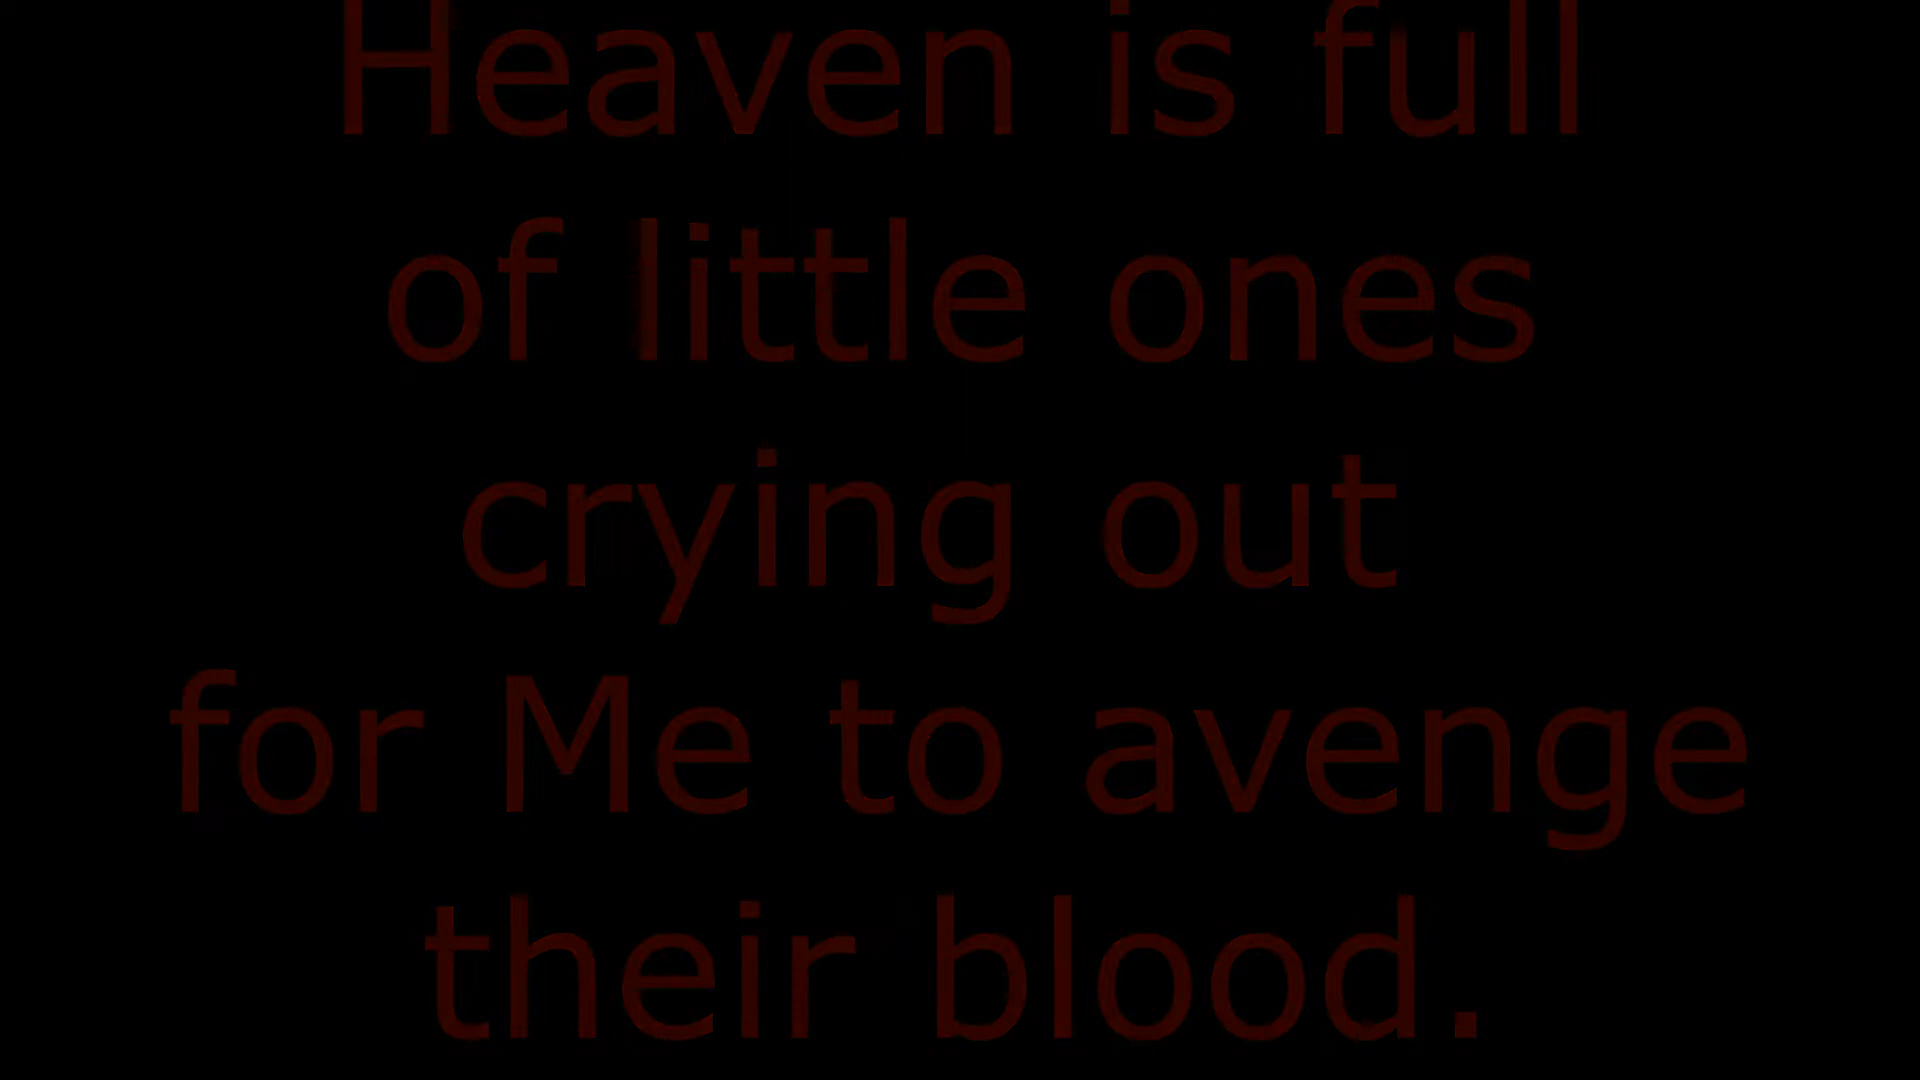 Heaven is full
of little ones
crying out
for Me to avenge
their blood.